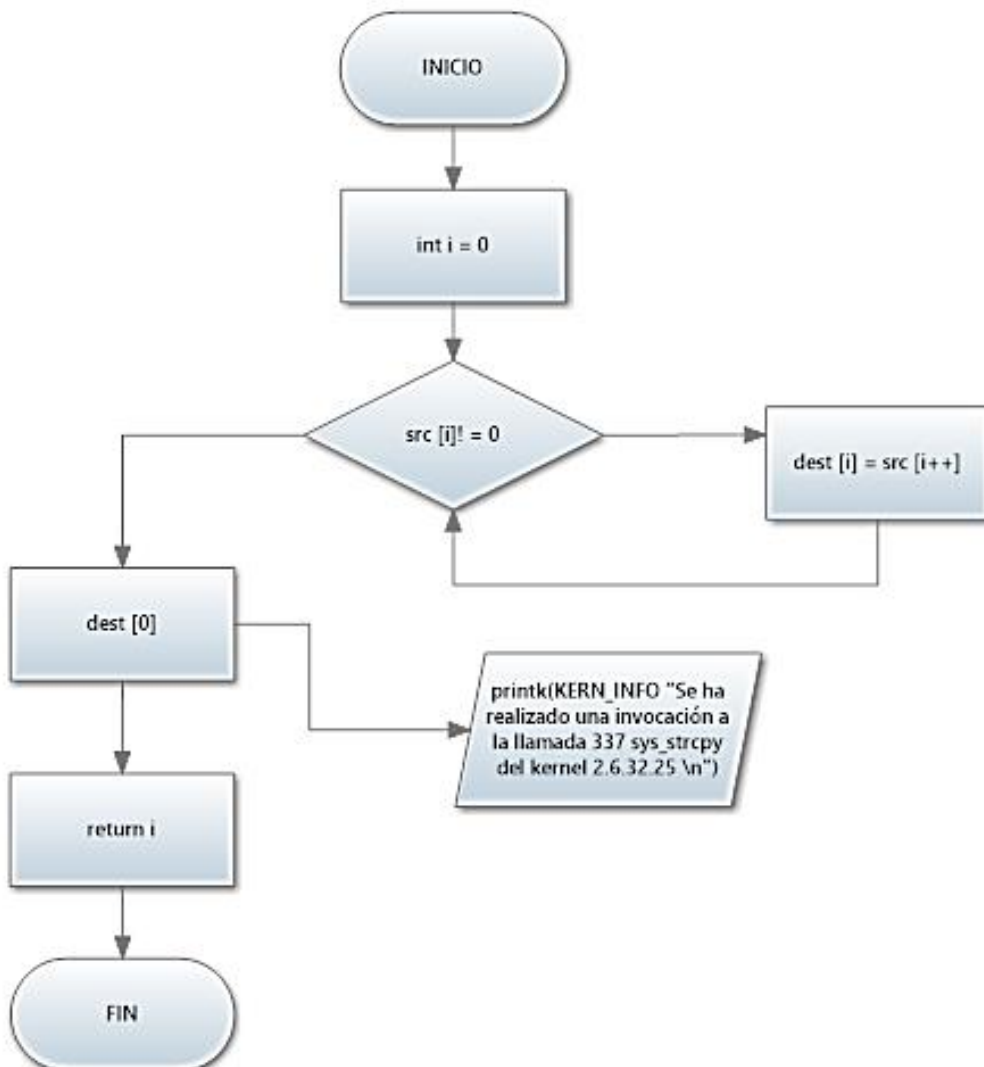 INICIO
int i = 0
src [i]! = 0
dest [i] = src [i++]
dest [0]
printk(KERN_INFO "Se ha
realizado una invocación a
la llamada 337 sys_strcpy
del kernel 2.6.32.25 \n")
return i
FIN